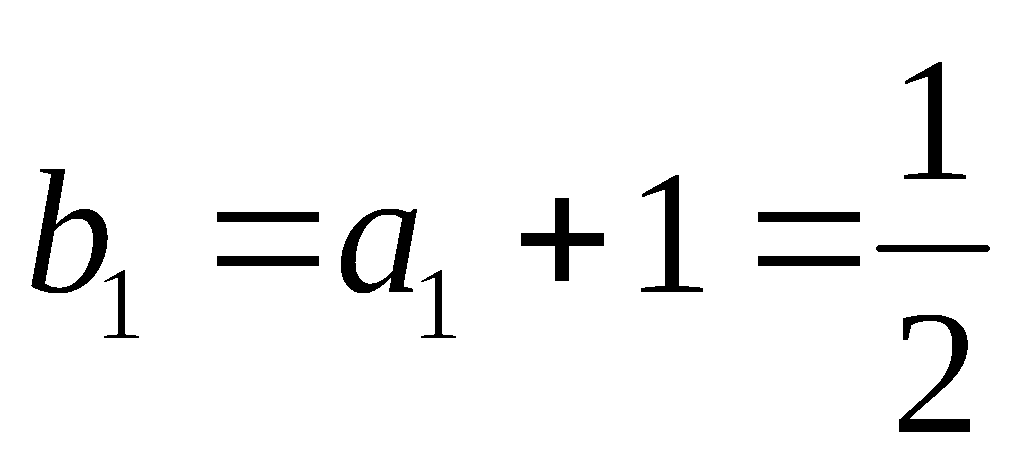 b₁ = a₁ + 1 = 1/2